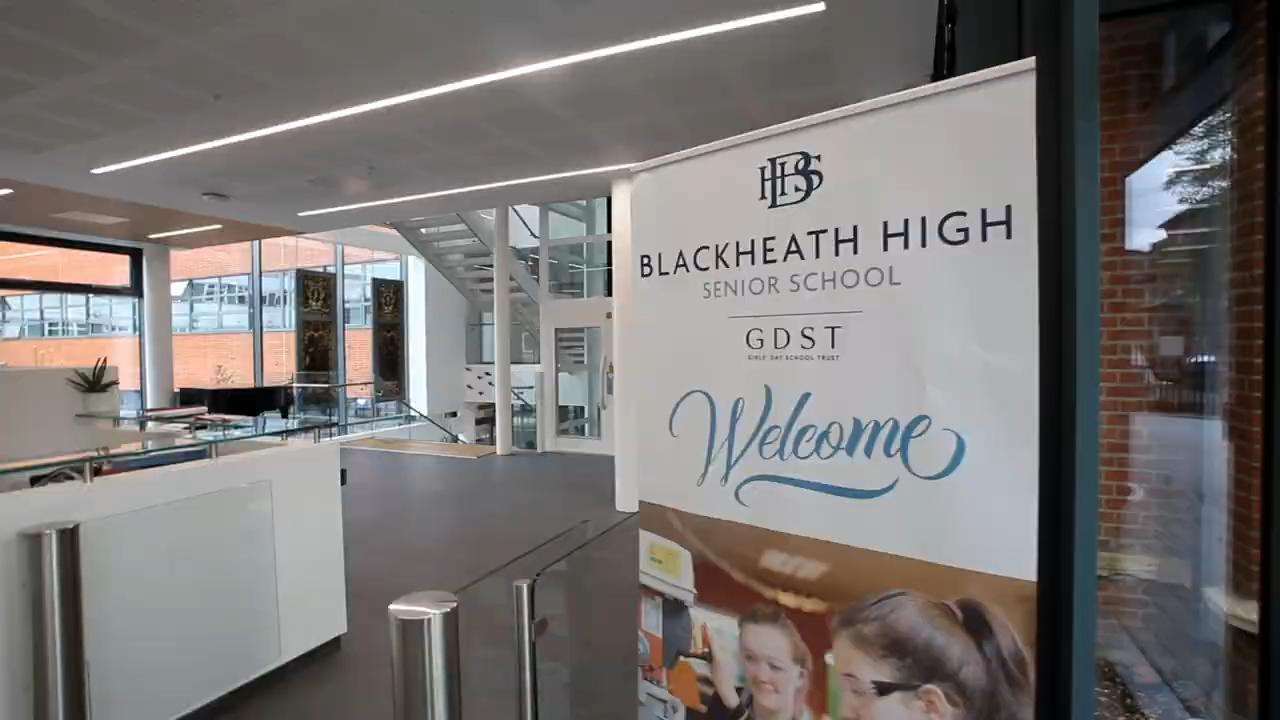 BHS
BLACKHEATH HIGH
SENIOR SCHOOL
GDST
GIRLS' DAY SCHOOL TRUST
Welcome